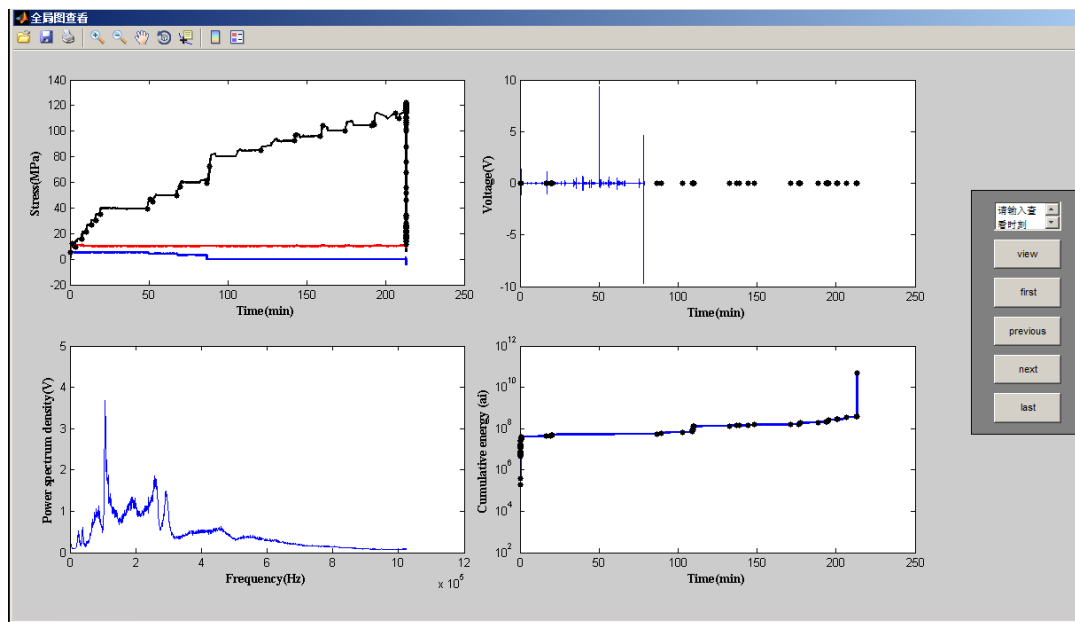 全局图查看
140
120
100
80
60
40
20
0
-20
Stress(MPa)
0 50 100 150 200 250
Time(min)
10
5
0
-5
-10
Voltage(V)
0 50 100 150 200 250
Time(min)
5
4
3
2
1
0
Power spectrum density(V)
0 2 4 6 8 10 12
x 10^5
Frequency(Hz)
10^12
10^10
10^8
10^6
10^4
10^2
Cumulative energy (ai)
0 50 100 150 200 250
Time(min)
请输入查
看时刻
view
first
previous
next
last